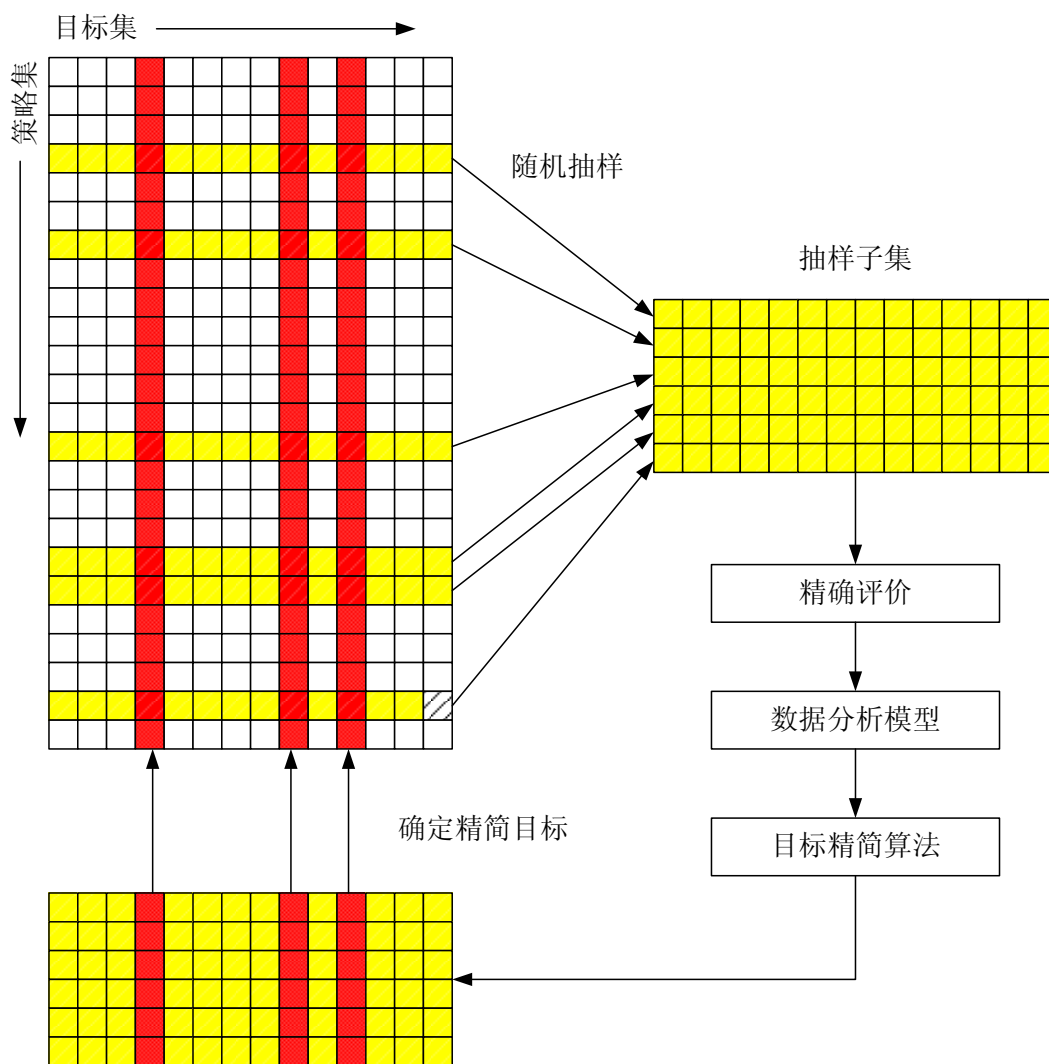 目标集
策略集
随机抽样
抽样子集
精确评价
数据分析模型
确定精简目标
目标精简算法